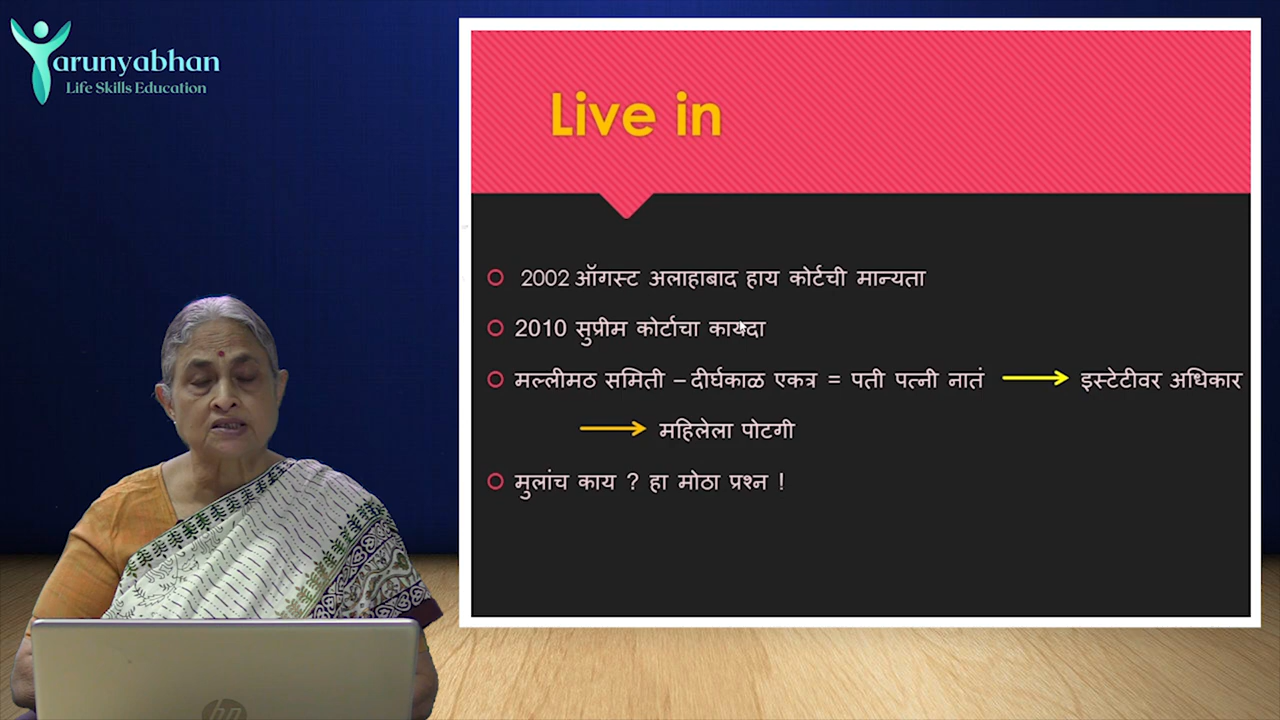 Tarunyabhan
Life Skills Education
Live in
2002 ऑगस्ट अलाहाबाद हाय कोर्टची मान्यता
2010 सुप्रीम कोर्टाचा कायदा
मल्लीमठ समिती – दीर्घकाळ एकत्र = पती पत्नी नातं → इस्टेटीवर अधिकार
→ महिलेला पोटगी
मुलांच काय ? हा मोठा प्रश्न !
hp